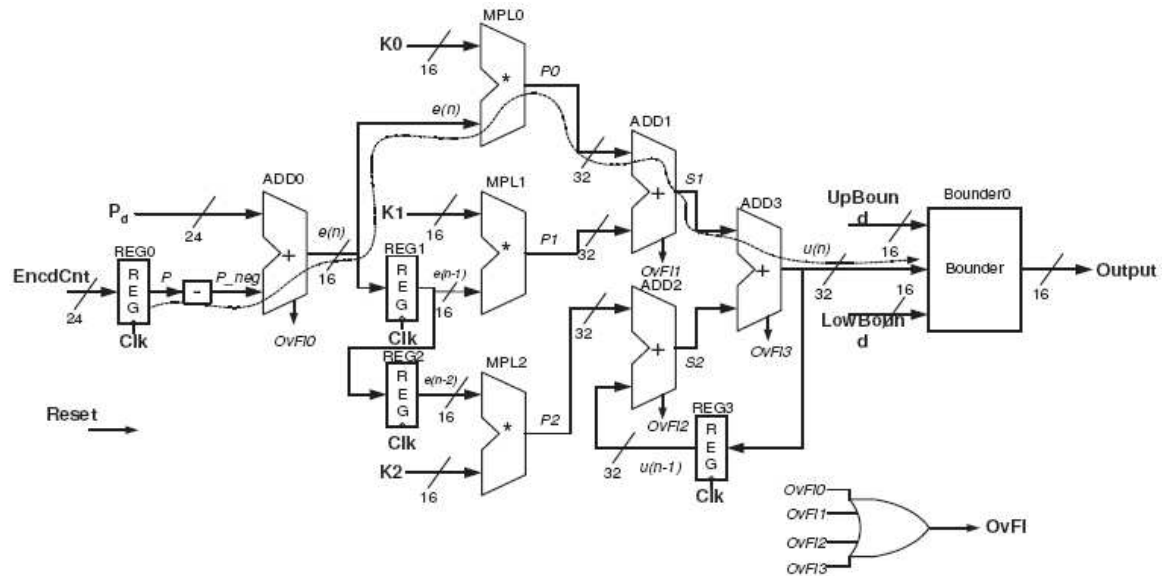 MPL0
K0
16
*
P0
e(n)
ADD1
32
+
S1
OvFl1
ADD0
P_d
24
+
e(n)
16
OvFl0
REG0
EncdCnt
24
R
E
G
Clk
P
-
P_neg
MPL1
K1
16
*
P1
32
REG1
R
E
G
Clk
e(n-1)
16
ADD3
+
OvFl3
u(n)
32
UpBoun
d
16
Bounder0
Bounder
16
LowBoun
d
16
Output
ADD2
32
+
S2
OvFl2
REG2
R
E
G
Clk
e(n-2)
16
MPL2
*
P2
K2
16
REG3
R
E
G
Clk
u(n-1)
32
Reset
OvFl0
OvFl1
OvFl2
OvFl3
OvFl